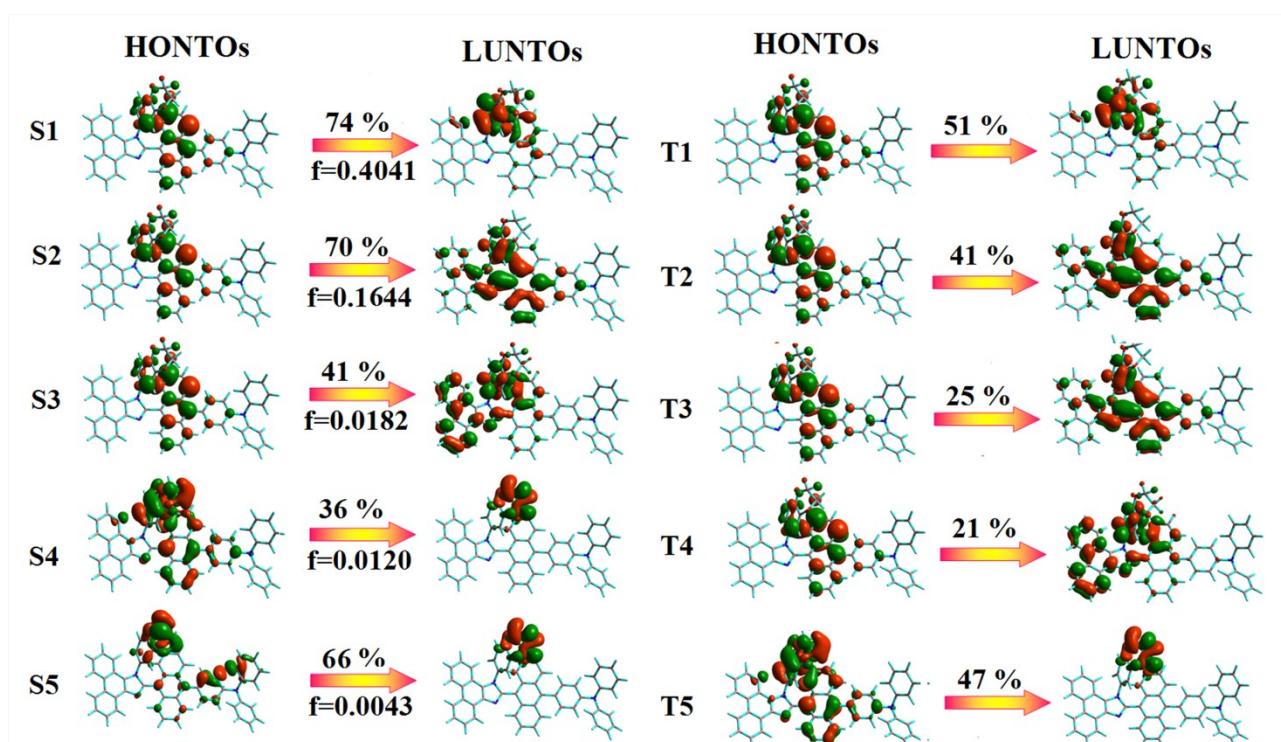 HONTOs LUNTOs HONTOs LUNTOs
S1 74 % T1 51 %
f=0.4041
S2 70 % T2 41 %
f=0.1644
S3 41 % T3 25 %
f=0.0182
S4 36 % T4 21 %
f=0.0120
S5 66 % T5 47 %
f=0.0043